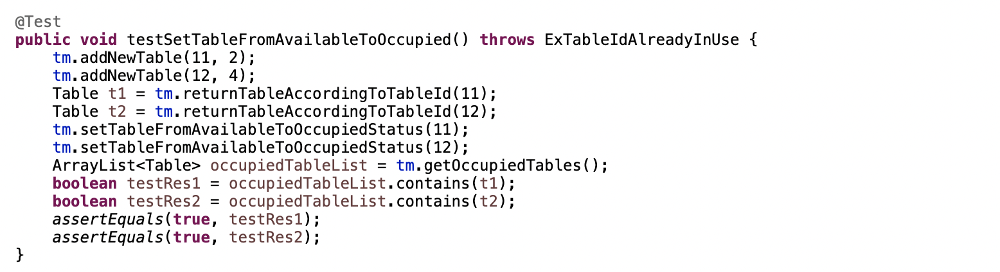 @Test
public void testSetTableFromAvailableToOccupied() throws ExTableIdAlreadyInUse {
    tm.addNewTable(11, 2);
    tm.addNewTable(12, 4);
    Table t1 = tm.returnTableAccordingToTableId(11);
    Table t2 = tm.returnTableAccordingToTableId(12);
    tm.setTableFromAvailableToOccupiedStatus(11);
    tm.setTableFromAvailableToOccupiedStatus(12);
    ArrayList<Table> occupiedTableList = tm.getOccupiedTables();
    boolean testRes1 = occupiedTableList.contains(t1);
    boolean testRes2 = occupiedTableList.contains(t2);
    assertEquals(true, testRes1);
    assertEquals(true, testRes2);
}